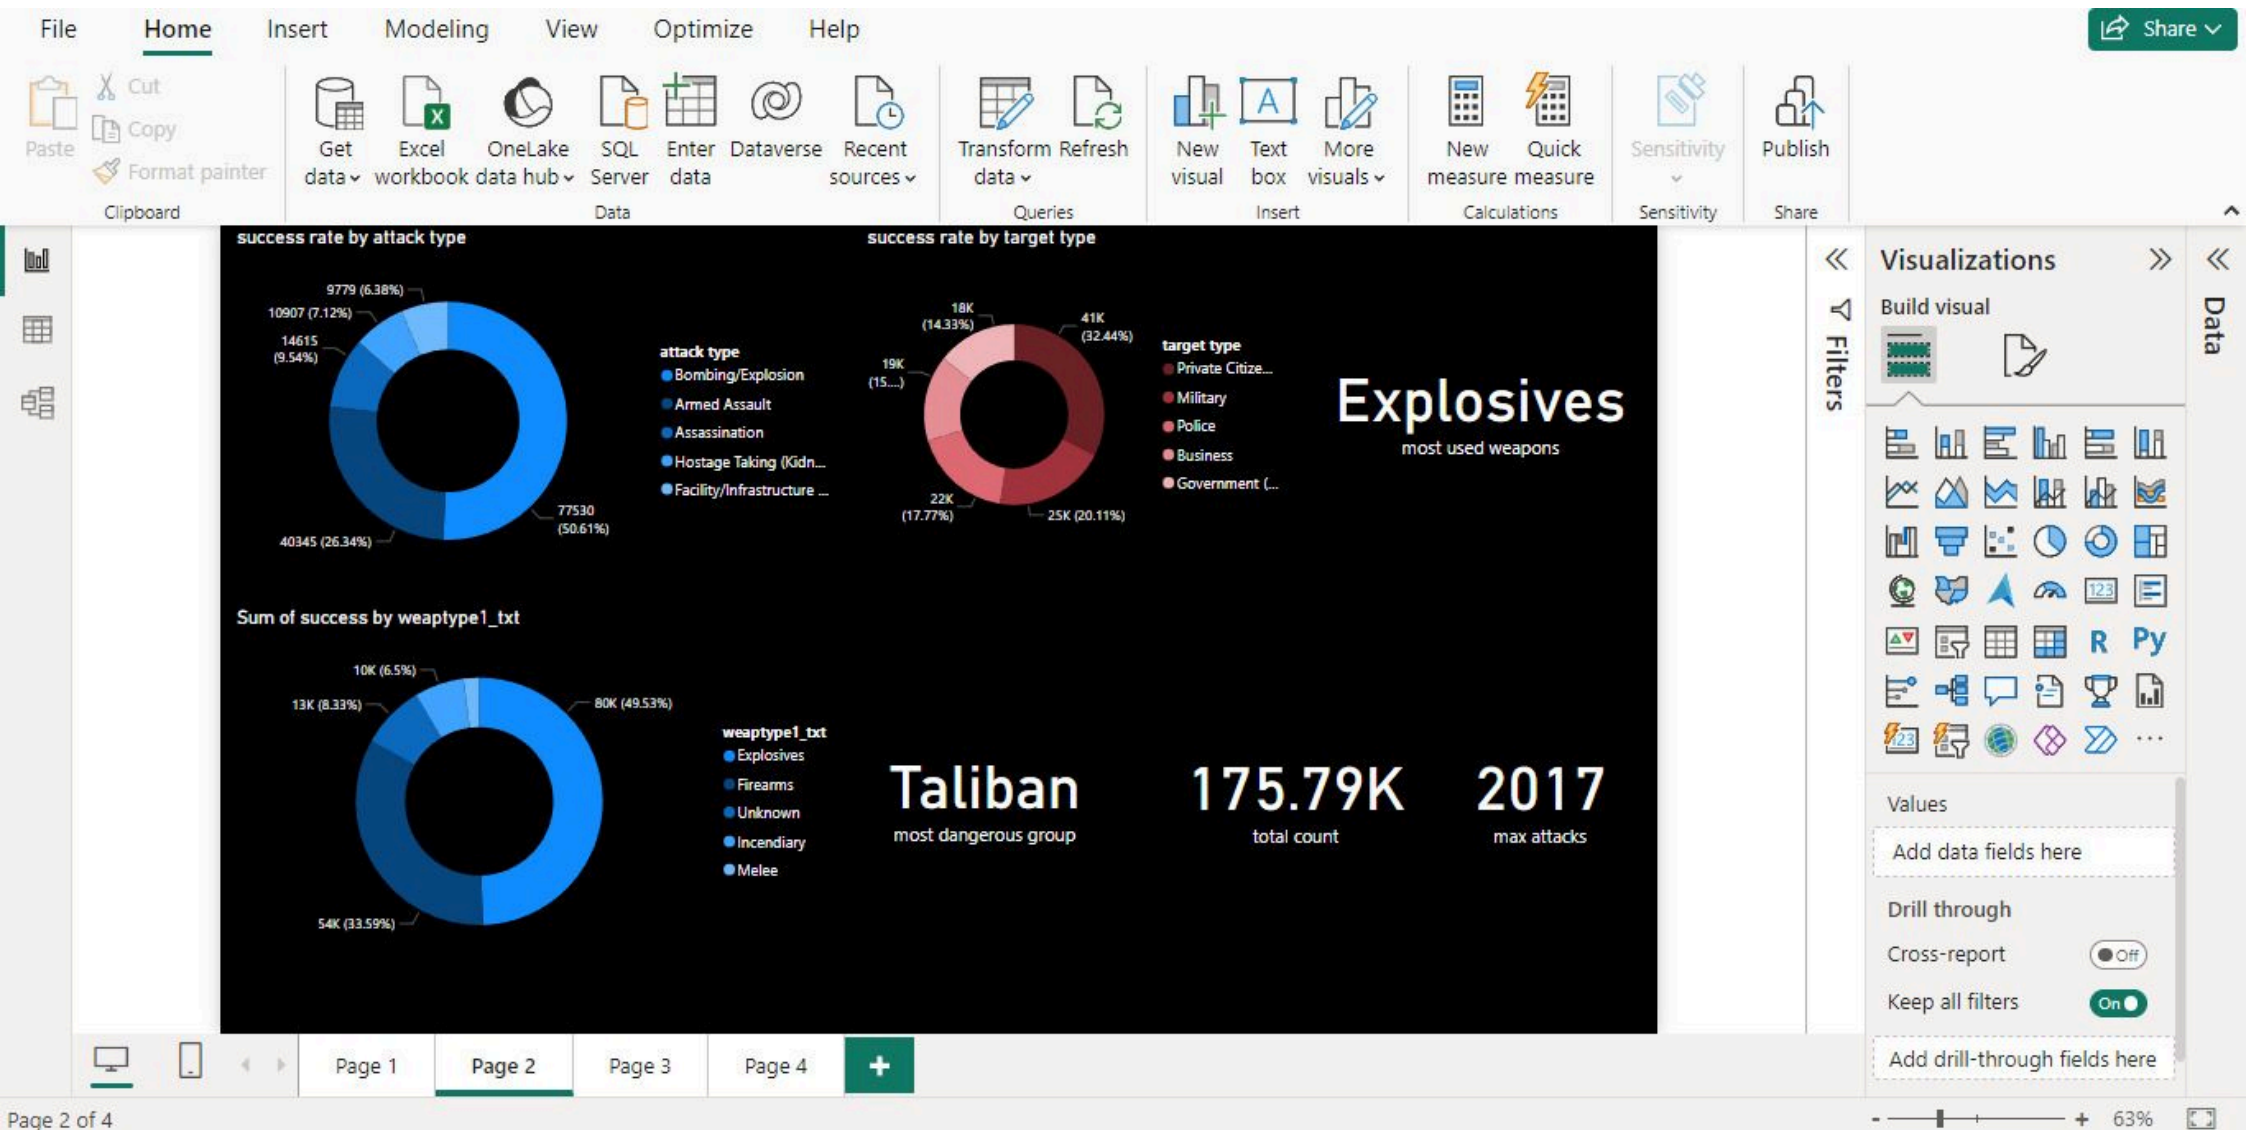 File Home Insert Modeling View Optimize Help Share
Paste
Cut
Copy
Format painter
Clipboard
Get data
Excel workbook
OneLake data hub
SQL Server
Enter data
Dataverse
Recent sources
Data
Transform data
Refresh
Queries
New visual
Text box
More visuals
Insert
New measure
Quick measure
Calculations
Sensitivity
Sensitivity
Publish
Share
success rate by attack type
9779 (6.38%)
10907 (7.12%)
14615
(9.54%)
40345 (26.34%)
77530
(50.61%)
attack type
Bombing/Explosion
Armed Assault
Assassination
Hostage Taking (Kidn...
Facility/Infrastructure ...
success rate by target type
18K
(14.33%)
41K
(32.44%)
19K
(15....)
22K
(17.77%)
25K (20.11%)
target type
Private Citize...
Military
Police
Business
Government (...
Explosives
most used weapons
Sum of success by weaptype1_txt
10K (6.5%)
13K (8.33%)
80K (49.53%)
54K (33.59%)
weaptype1_txt
Explosives
Firearms
Unknown
Incendiary
Melee
Taliban
most dangerous group
175.79K
total count
2017
max attacks
Filters
Visualizations
Build visual
123
R Py
123
Values
Add data fields here
Drill through
Cross-report Off
Keep all filters On
Add drill-through fields here
Data
Page 1 Page 2 Page 3 Page 4 +
Page 2 of 4
- + 63%